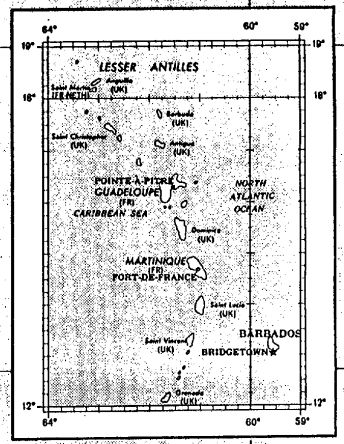 64° 60° 59°
19° 19°
LESSER ANTILLES
Anguilla
(UK)
Saint Martin
(FR-NETH)
18° 18°
Barbuda
(UK)
Saint Christopher
(UK)
Antigua
(UK)
POINTE-À-PITRE
GUADELOUPE
(FR)
NORTH
ATLANTIC
OCEAN
CARIBBEAN SEA
Dominica
(UK)
MARTINIQUE
(FR)
FORT-DE-FRANCE
Saint Lucia
(UK)
Saint Vincent
(UK)
BARBADOS
BRIDGETOWN
Grenada
(UK)
12° 12°
64° 60° 59°